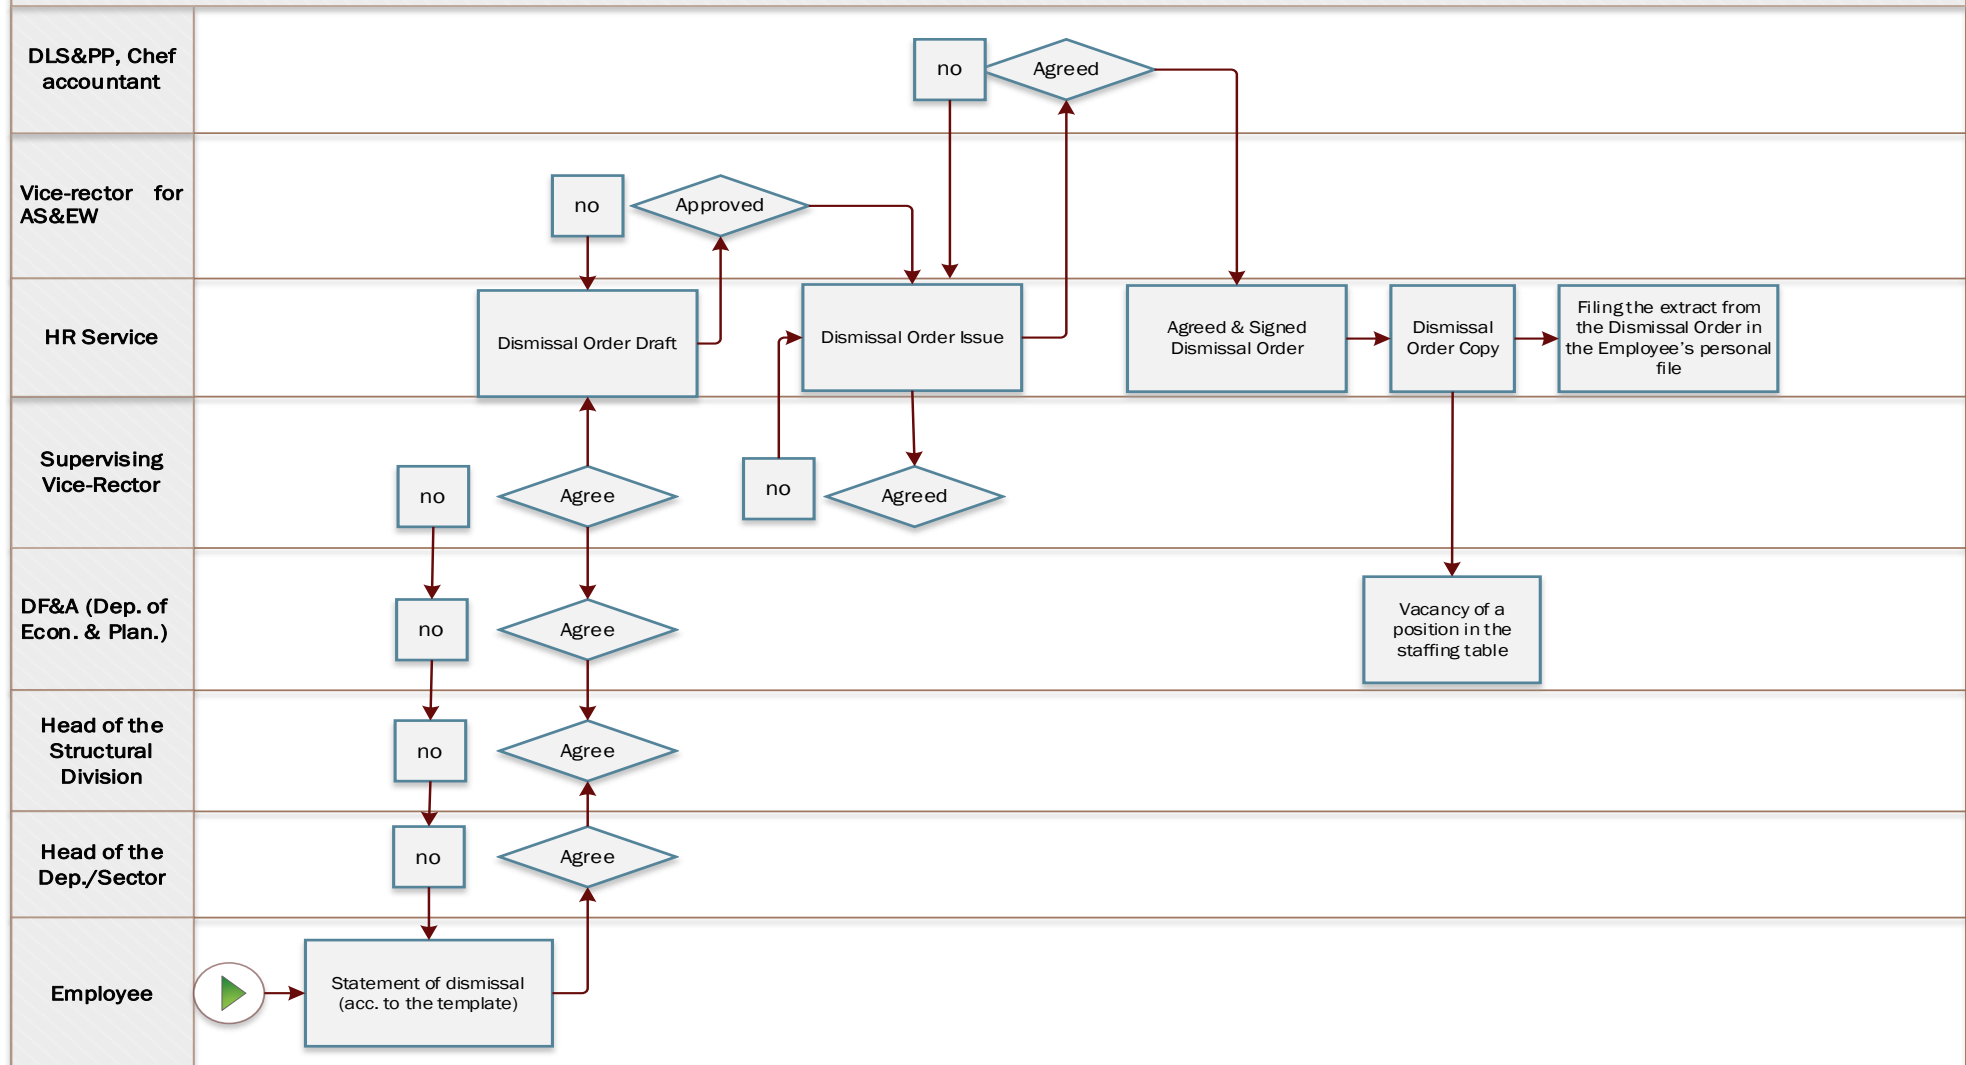 DLS&PP, Chef
accountant
no
Agreed
Vice-rector for
AS&EW
no
Approved
HR Service
Dismissal Order Draft
Dismissal Order Issue
Agreed & Signed
Dismissal Order
Dismissal
Order Copy
Filing the extract from
the Dismissal Order in
the Employee's personal
file
Supervising
Vice-Rector
no
Agree
no
Agreed
DF&A (Dep. of
Econ. & Plan.)
no
Agree
Vacancy of a
position in the
staffing table
Head of the
Structural
Division
no
Agree
Head of the
Dep./Sector
no
Agree
Employee
Statement of dismissal
(acc. to the template)